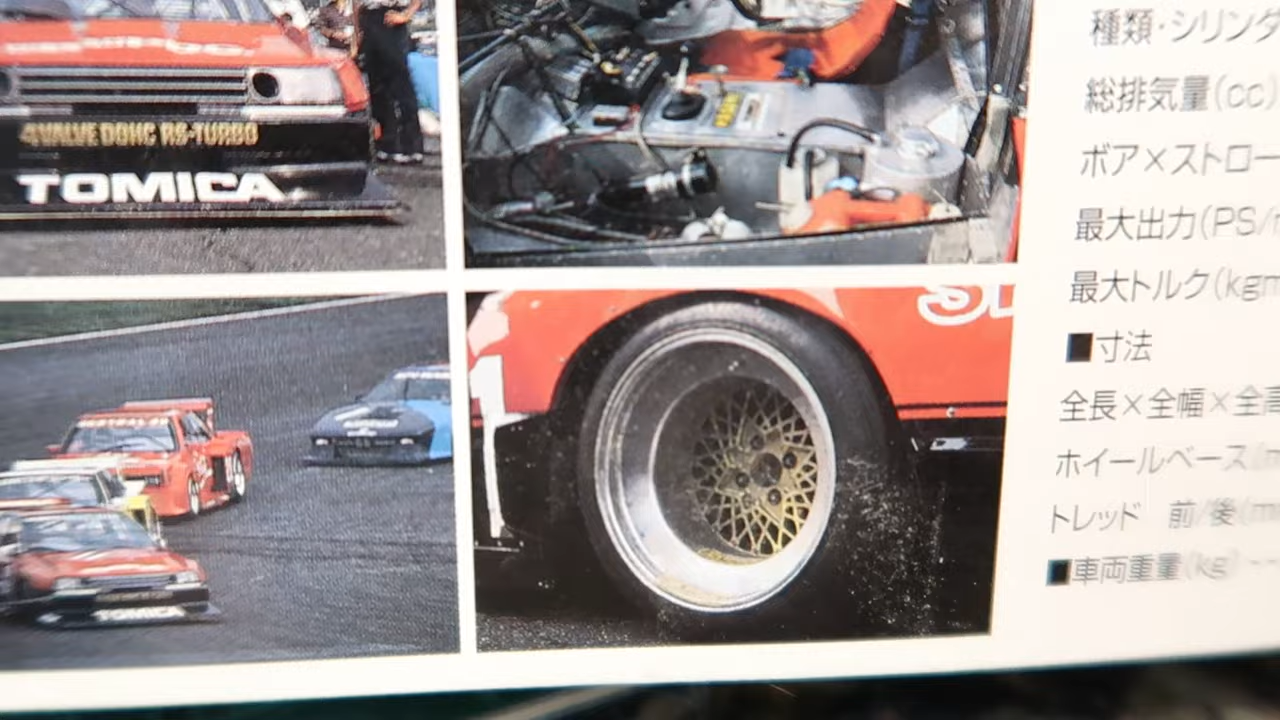 4VALVE DOHC RS-TURBO
TOMICA
TOMICA
種類・シリンダ
総排気量(cc)
ボア×ストロー
最大出力(PS/r
最大トルク(kgm
■寸法
全長×全幅×全高
ホイールベース(m
トレッド 前/後(m
■車両重量(kg)